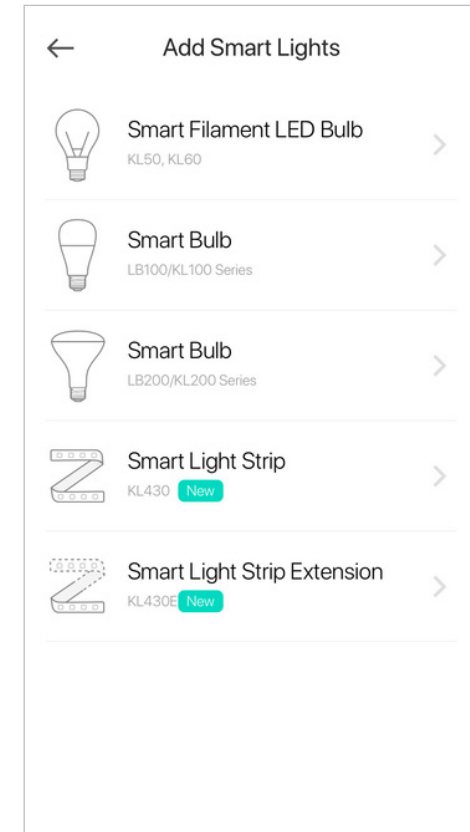 Add Smart Lights
Smart Filament LED Bulb
KL50, KL60
Smart Bulb
LB100/KL100 Series
Smart Bulb
LB200/KL200 Series
Smart Light Strip
KL430 New
Smart Light Strip Extension
KL430E New